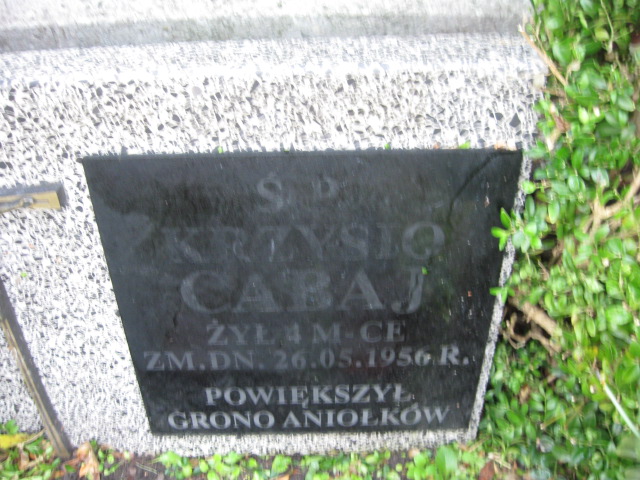 Ś.P.
KRZYSIO
CABAJ
ŻYŁ 4 M-CE
ZM.DN. 26.05.1956 R.
POWIĘKSZYŁ
GRONO ANIOŁKÓW